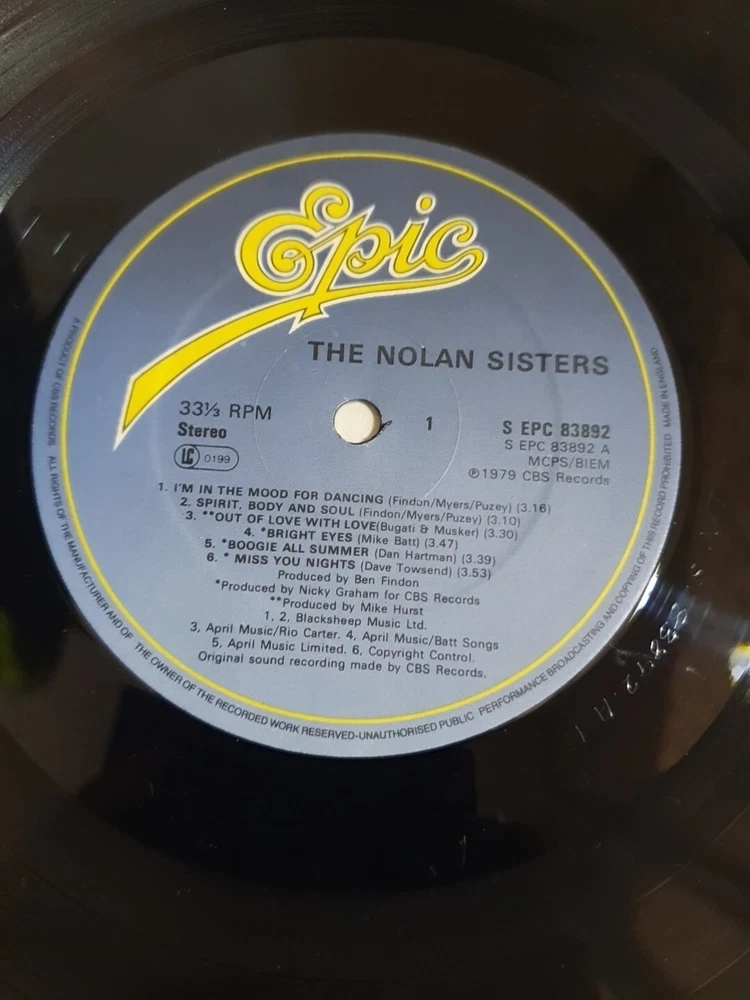 Epic
THE NOLAN SISTERS
33⅓ RPM
Stereo
LC 0199
1
S EPC 83892
S EPC 83892 A
MCPS/BIEM
℗1979 CBS Records
1. I'M IN THE MOOD FOR DANCING (Findon/Myers/Puzey) (3.16)
2. SPIRIT, BODY AND SOUL (Findon/Myers/Puzey) (3.10)
3. **OUT OF LOVE WITH LOVE(Bugati & Musker) (3.30)
4. *BRIGHT EYES (Mike Batt) (3.47)
5. *BOOGIE ALL SUMMER (Dan Hartman) (3.39)
6. * MISS YOU NIGHTS (Dave Towsend) (3.53)
Produced by Ben Findon
*Produced by Nicky Graham for CBS Records
**Produced by Mike Hurst
1, 2, Blacksheep Music Ltd.
3, April Music/Rio Carter. 4, April Music/Batt Songs
5, April Music Limited. 6, Copyright Control.
Original sound recording made by CBS Records.
A PRODUCT OF CBS RECORDS. ALL RIGHTS OF THE MANUFACTURER AND OF THE OWNER OF THE RECORDED WORK RESERVED-UNAUTHORISED PUBLIC PERFORMANCE BROADCASTING AND COPYING OF THIS RECORD PROHIBITED MADE IN ENGLAND